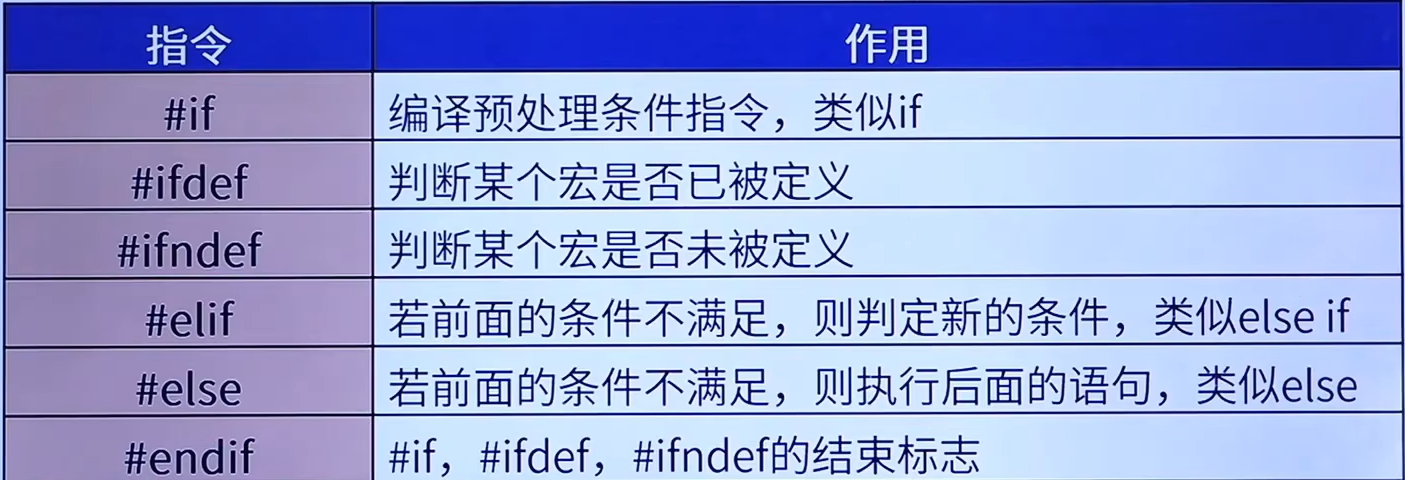 指令 作用
#if 编译预处理条件指令，类似if
#ifdef 判断某个宏是否已被定义
#ifndef 判断某个宏是否未被定义
#elif 若前面的条件不满足，则判定新的条件，类似else if
#else 若前面的条件不满足，则执行后面的语句，类似else
#endif #if，#ifdef，#ifndef的结束标志